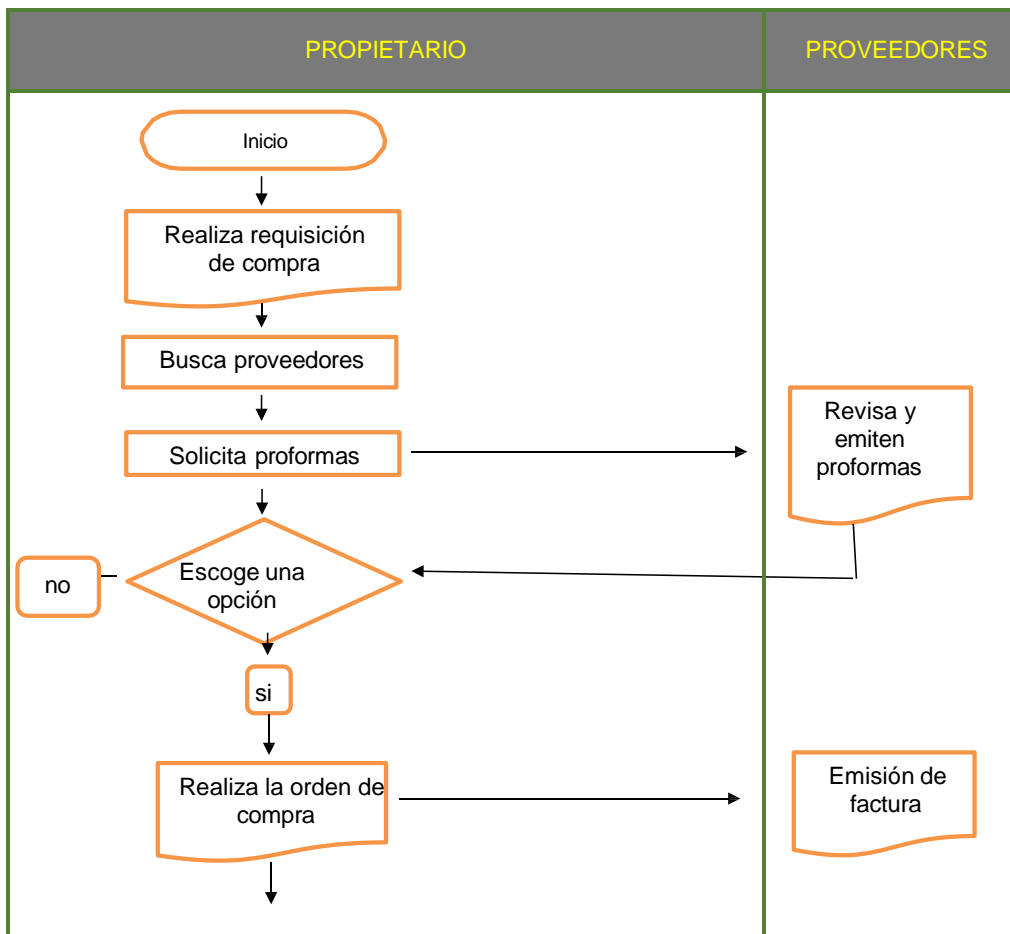 PROPIETARIO
PROVEEDORES
Inicio
Realiza requisición
de compra
Busca proveedores
Solicita proformas
Revisa y
emiten
proformas
Escoge una
opción
no
si
Realiza la orden de
compra
Emisión de
factura